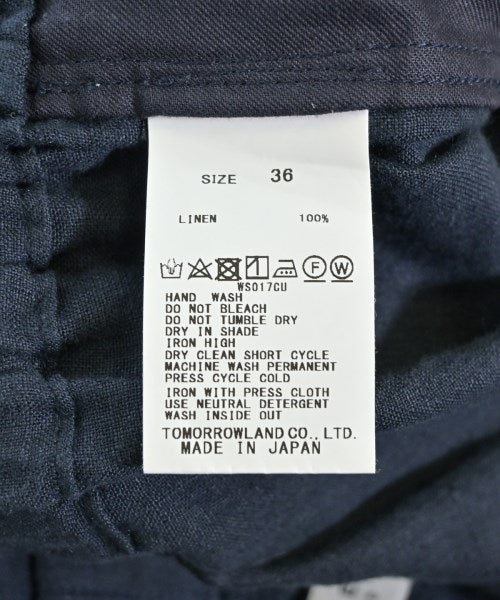 SIZE 36
LINEN 100%
F W
WS017CU
HAND WASH
DO NOT BLEACH
DO NOT TUMBLE DRY
DRY IN SHADE
IRON HIGH
DRY CLEAN SHORT CYCLE
MACHINE WASH PERMANENT
PRESS CYCLE COLD
IRON WITH PRESS CLOTH
USE NEUTRAL DETERGENT
WASH INSIDE OUT
TOMORROWLAND CO., LTD.
MADE IN JAPAN